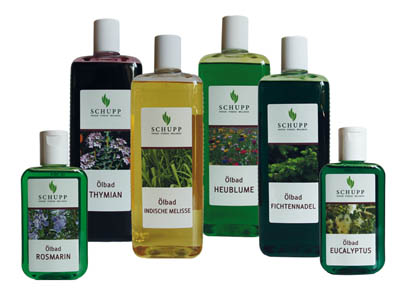 SCHUPP
Ölbad
THYMIAN
SCHUPP
Ölbad
INDISCHE MELISSE
SCHUPP
Ölbad
HEUBLUME
SCHUPP
Ölbad
FICHTENNADEL
SCHUPP
Ölbad
ROSMARIN
SCHUPP
Ölbad
EUCALYPTUS